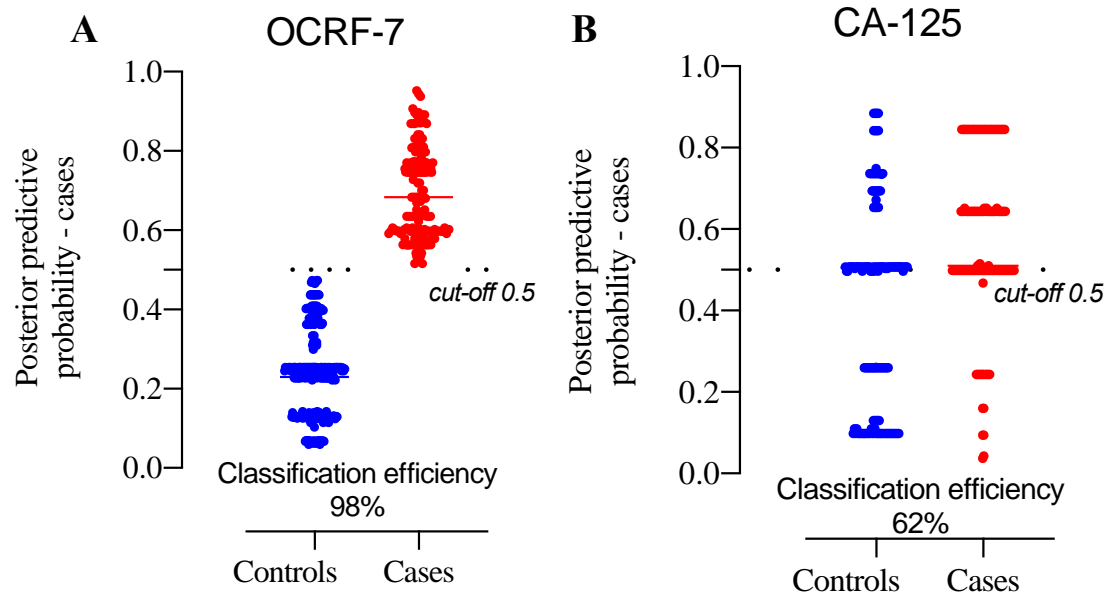 A
OCRF-7
Posterior predictive
probability - cases
1.0
0.8
0.6
0.4
0.2
0.0
cut-off 0.5
Classification efficiency
98%
Controls
Cases
B
CA-125
Posterior predictive
probability - cases
1.0
0.8
0.6
0.4
0.2
0.0
cut-off 0.5
Classification efficiency
62%
Controls
Cases